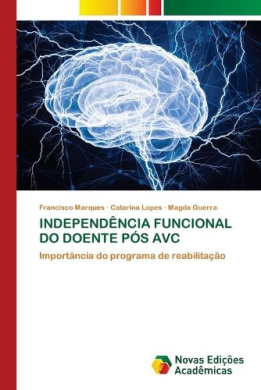 Francisco Marques · Catarina Lopes · Magda Guerra
INDEPENDÊNCIA FUNCIONAL
DO DOENTE PÓS AVC
Importância do programa de reabilitação
Novas Edições
Acadêmicas